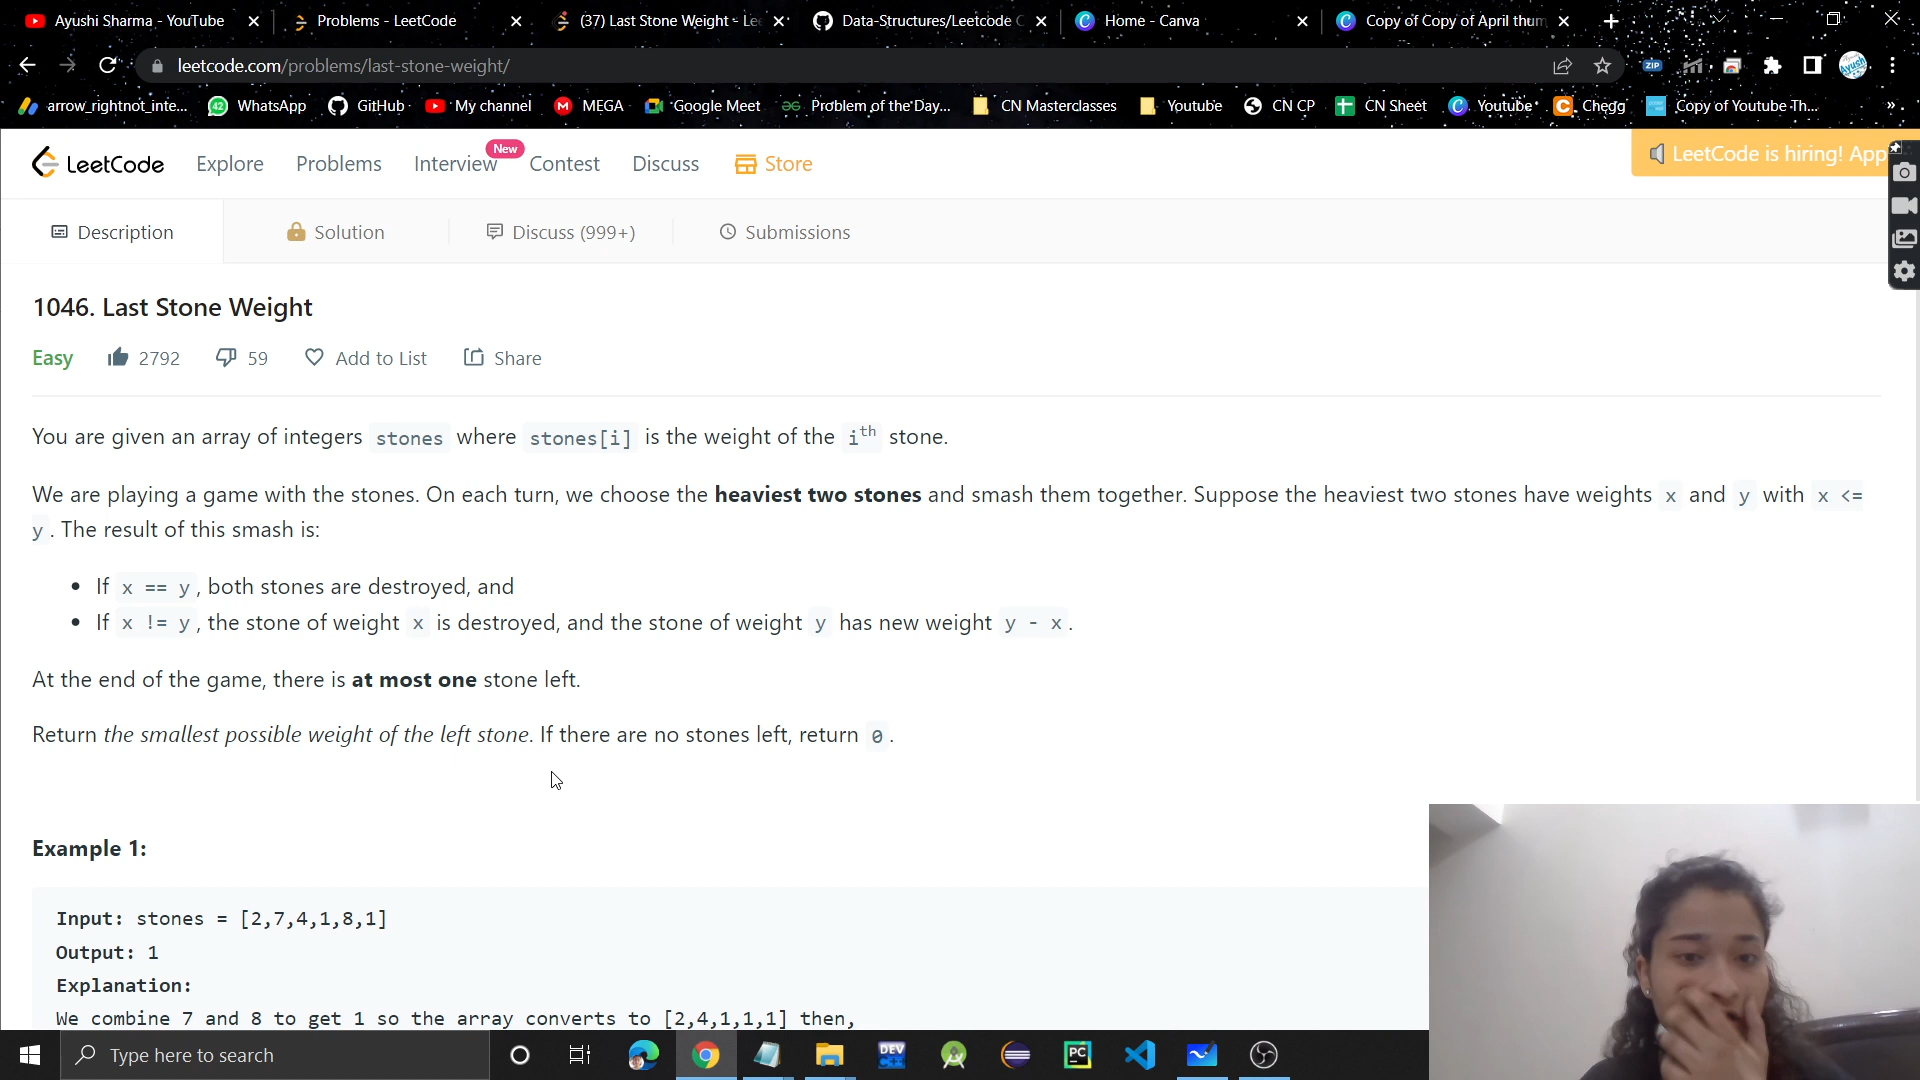 Ayushi Sharma - YouTube
Problems - LeetCode
(37) Last Stone Weight - Le
Data-Structures/Leetcode C
Home - Canva
Copy of Copy of April thum
leetcode.com/problems/last-stone-weight/
ZIP
arrow_rightnot_inte...
42
WhatsApp
GitHub
My channel
MEGA
Google Meet
Problem of the Day...
CN Masterclasses
Youtube
CN CP
CN Sheet
Youtube
Chegg
Copy of Youtube Th...
»
LeetCode
Explore
Problems
Interview
New
Contest
Discuss
Store
LeetCode is hiring! App
Description
Solution
Discuss (999+)
Submissions
1046. Last Stone Weight
Easy
2792
59
Add to List
Share
You are given an array of integers stones where stones[i] is the weight of the iᵗʰ stone.
We are playing a game with the stones. On each turn, we choose the heaviest two stones and smash them together. Suppose the heaviest two stones have weights x and y with x <=
y. The result of this smash is:
• If x == y, both stones are destroyed, and
• If x != y, the stone of weight x is destroyed, and the stone of weight y has new weight y - x.
At the end of the game, there is at most one stone left.
Return the smallest possible weight of the left stone. If there are no stones left, return 0.
Example 1:
Input: stones = [2,7,4,1,8,1]
Output: 1
Explanation:
We combine 7 and 8 to get 1 so the array converts to [2,4,1,1,1] then,
Type here to search
DEV
C++
PC